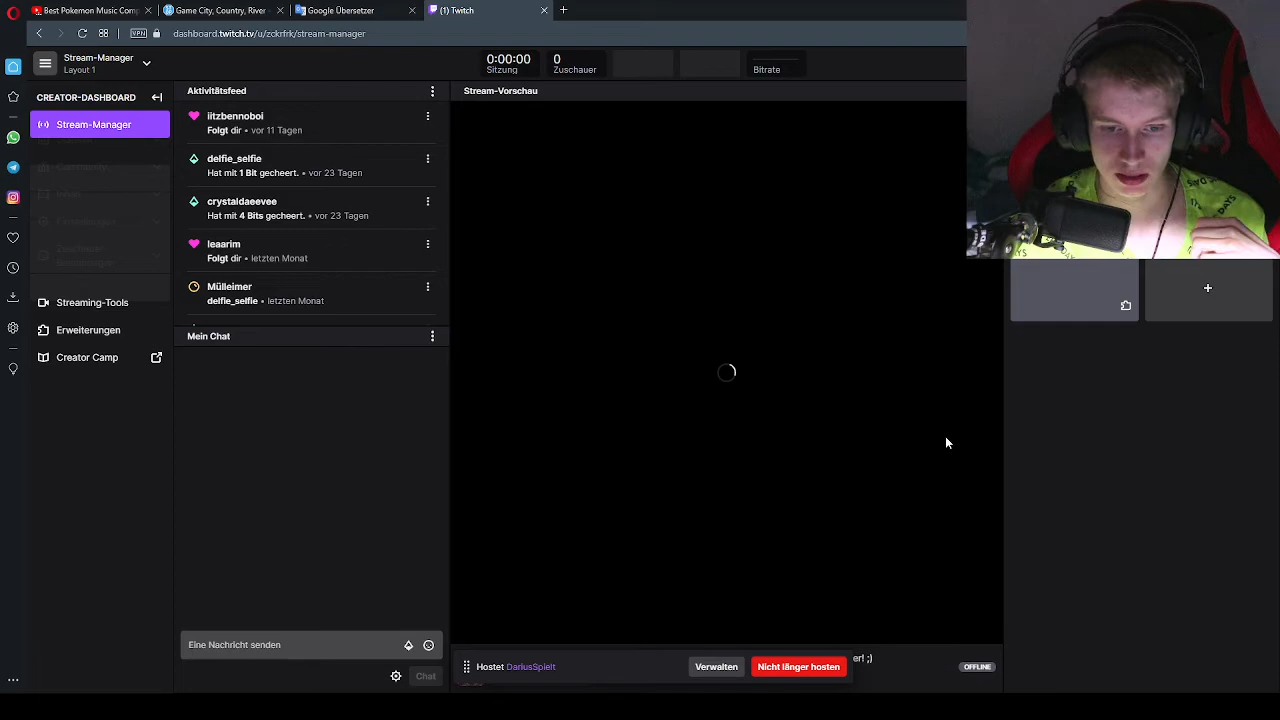 Best Pokemon Music Comp
Game City, Country, River -
Google Übersetzer
(1) Twitch
VPN
dashboard.twitch.tv/u/zckrfrk/stream-manager
Stream-Manager
Layout 1
0:00:00
Sitzung
0
Zuschauer
Bitrate
CREATOR-DASHBOARD
Stream-Manager
Streaming-Tools
Erweiterungen
Creator Camp
Aktivitätsfeed
iitzbennoboi
Folgt dir • vor 11 Tagen
delfie_selfie
Hat mit 1 Bit gecheert. • vor 23 Tagen
crystaldaeevee
Hat mit 4 Bits gecheert. • vor 23 Tagen
leaarim
Folgt dir • letzten Monat
Mülleimer
delfie_selfie • letzten Monat
Mein Chat
Eine Nachricht senden
Chat
Stream-Vorschau
Hostet DariusSpielt
Verwalten
Nicht länger hosten
er! ;)
OFFLINE
DAYS